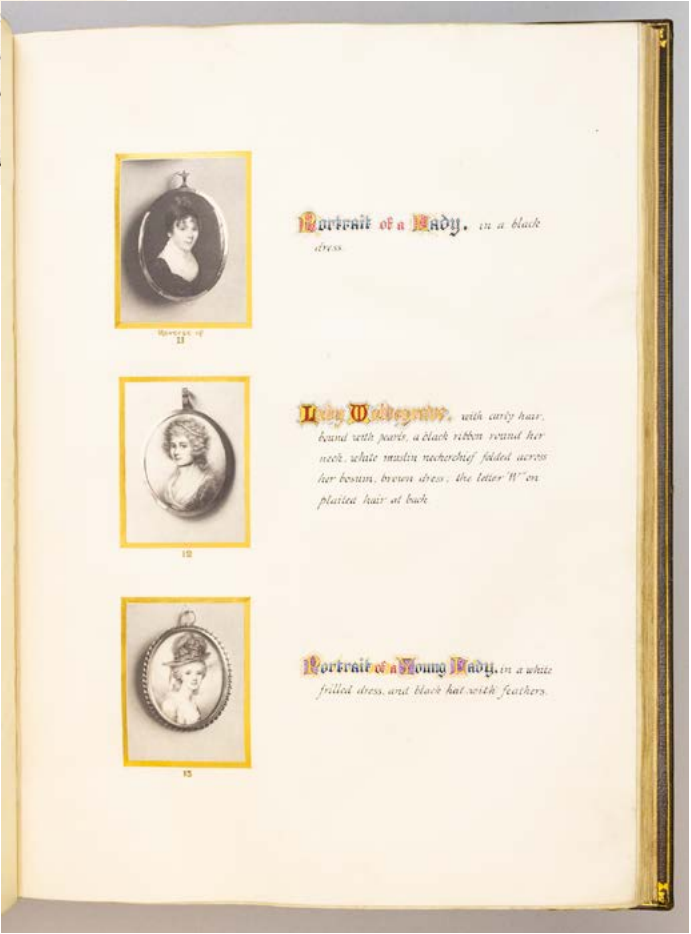 Portrait of a Lady, in a black
dress.
Reverse of
11
Lady Waldegrave, with curly hair,
bound with pearls, a black ribbon round her
neck, white muslin neckerchief folded across
her bosum, brown dress; the letter "W" on
plaited hair at back
12
Portrait of a Young Lady, in a white
frilled dress, and black hat with feathers.
13